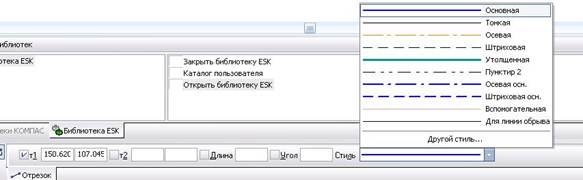 Основная
Тонкая
Осевая
Штриховая
Утолщенная
Пунктир 2
Осевая осн.
Штриховая осн.
Вспомогательная
Для линии обрыва
Другой стиль...
иблиотек
отека ESK
Закрыть библиотеку ESK
Каталог пользователя
Открыть библиотеку ESK
еки КОМПАС
Библиотека ESK
т1 150.620 107.045 т2 Длина Угол Стиль
Отрезок